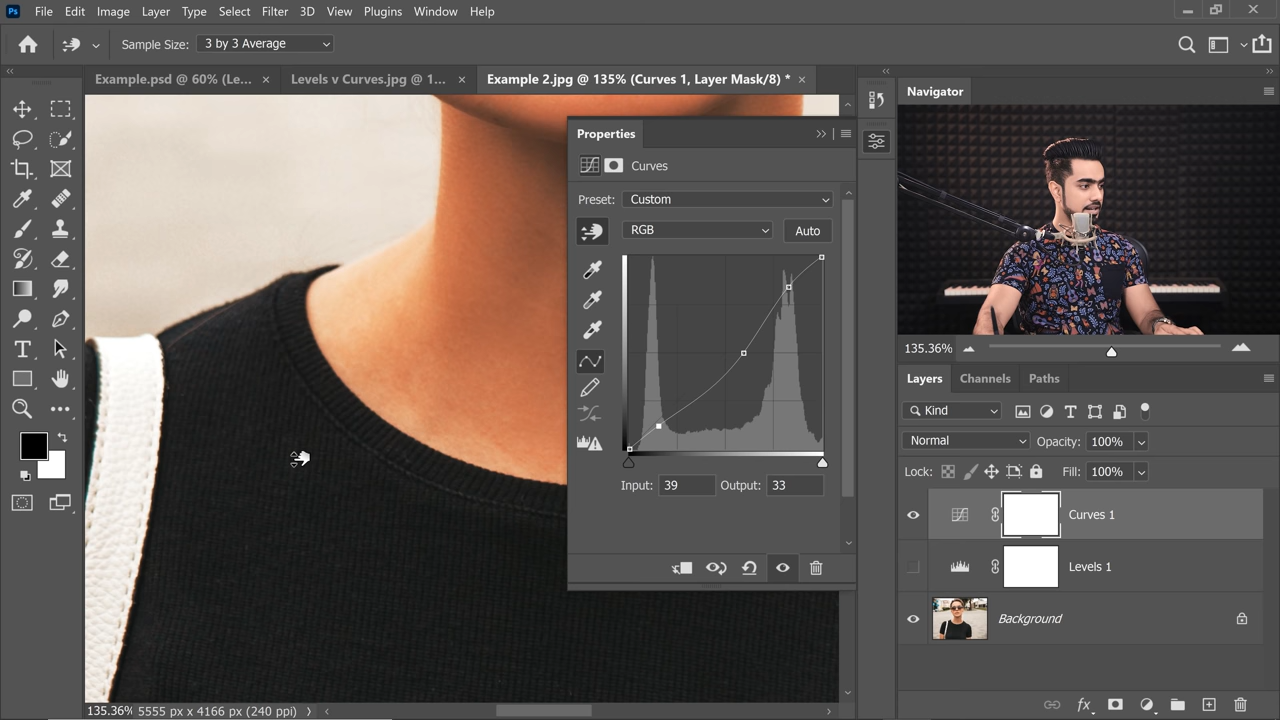 Ps File Edit Image Layer Type Select Filter 3D View Plugins Window Help
Sample Size: 3 by 3 Average
Example.psd @ 60% (Le... × Levels v Curves.jpg @ 1... × Example 2.jpg @ 135% (Curves 1, Layer Mask/8) * ×
Navigator
Properties
Curves
Preset: Custom
RGB Auto
Input: 39 Output: 33
135.36%
Layers Channels Paths
Kind
Normal Opacity: 100%
Lock: Fill: 100%
Curves 1
Levels 1
Background
fx
135.36% 5555 px x 4166 px (240 ppi)